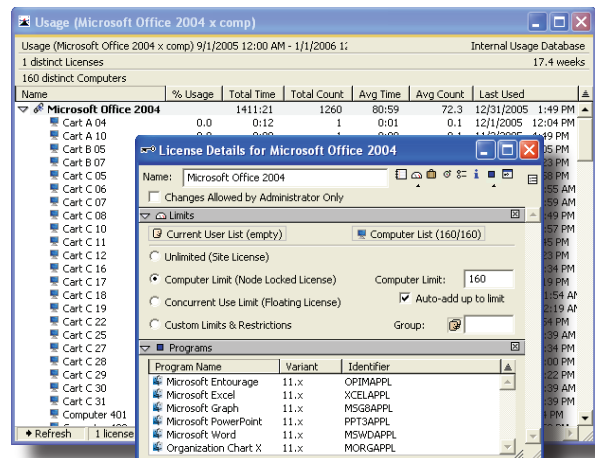 Usage (Microsoft Office 2004 x comp)
Usage (Microsoft Office 2004 x comp) 9/1/2005 12:00 AM - 1/1/2006 12 Internal Usage Database
1 distinct Licenses 17.4 weeks
160 distinct Computers
Name % Usage Total Time Total Count Avg Time Avg Count Last Used
Microsoft Office 2004 1411:21 1260 80:59 72.3 12/31/2005 1:49 PM
Cart A 04 0.0 0:12 1 0:01 0.1 12/1/2005 12:04 PM
Cart A 10
Cart B 05
Cart B 07
Cart C 05
Cart C 06
Cart C 07
Cart C 08
Cart C 10
Cart C 11
Cart C 12
Cart C 16
Cart C 17
Cart C 18
Cart C 19
Cart C 22
Cart C 25
Cart C 27
Cart C 28
Cart C 29
Cart C 30
Cart C 31
Computer 401
Refresh 1 license
License Details for Microsoft Office 2004
Name: Microsoft Office 2004
Changes Allowed by Administrator Only
Limits
Current User List (empty) Computer List (160/160)
Unlimited (Site License)
Computer Limit (Node Locked License) Computer Limit: 160
Concurrent Use Limit (Floating License) Auto-add up to limit
Custom Limits & Restrictions Group:
Programs
Program Name Variant Identifier
Microsoft Entourage 11.x OPIMAPPL
Microsoft Excel 11.x XCELAPPL
Microsoft Graph 11.x MSG8APPL
Microsoft PowerPoint 11.x PPT3APPL
Microsoft Word 11.x MSWDAPPL
Organization Chart X 11.x MORGAPPL